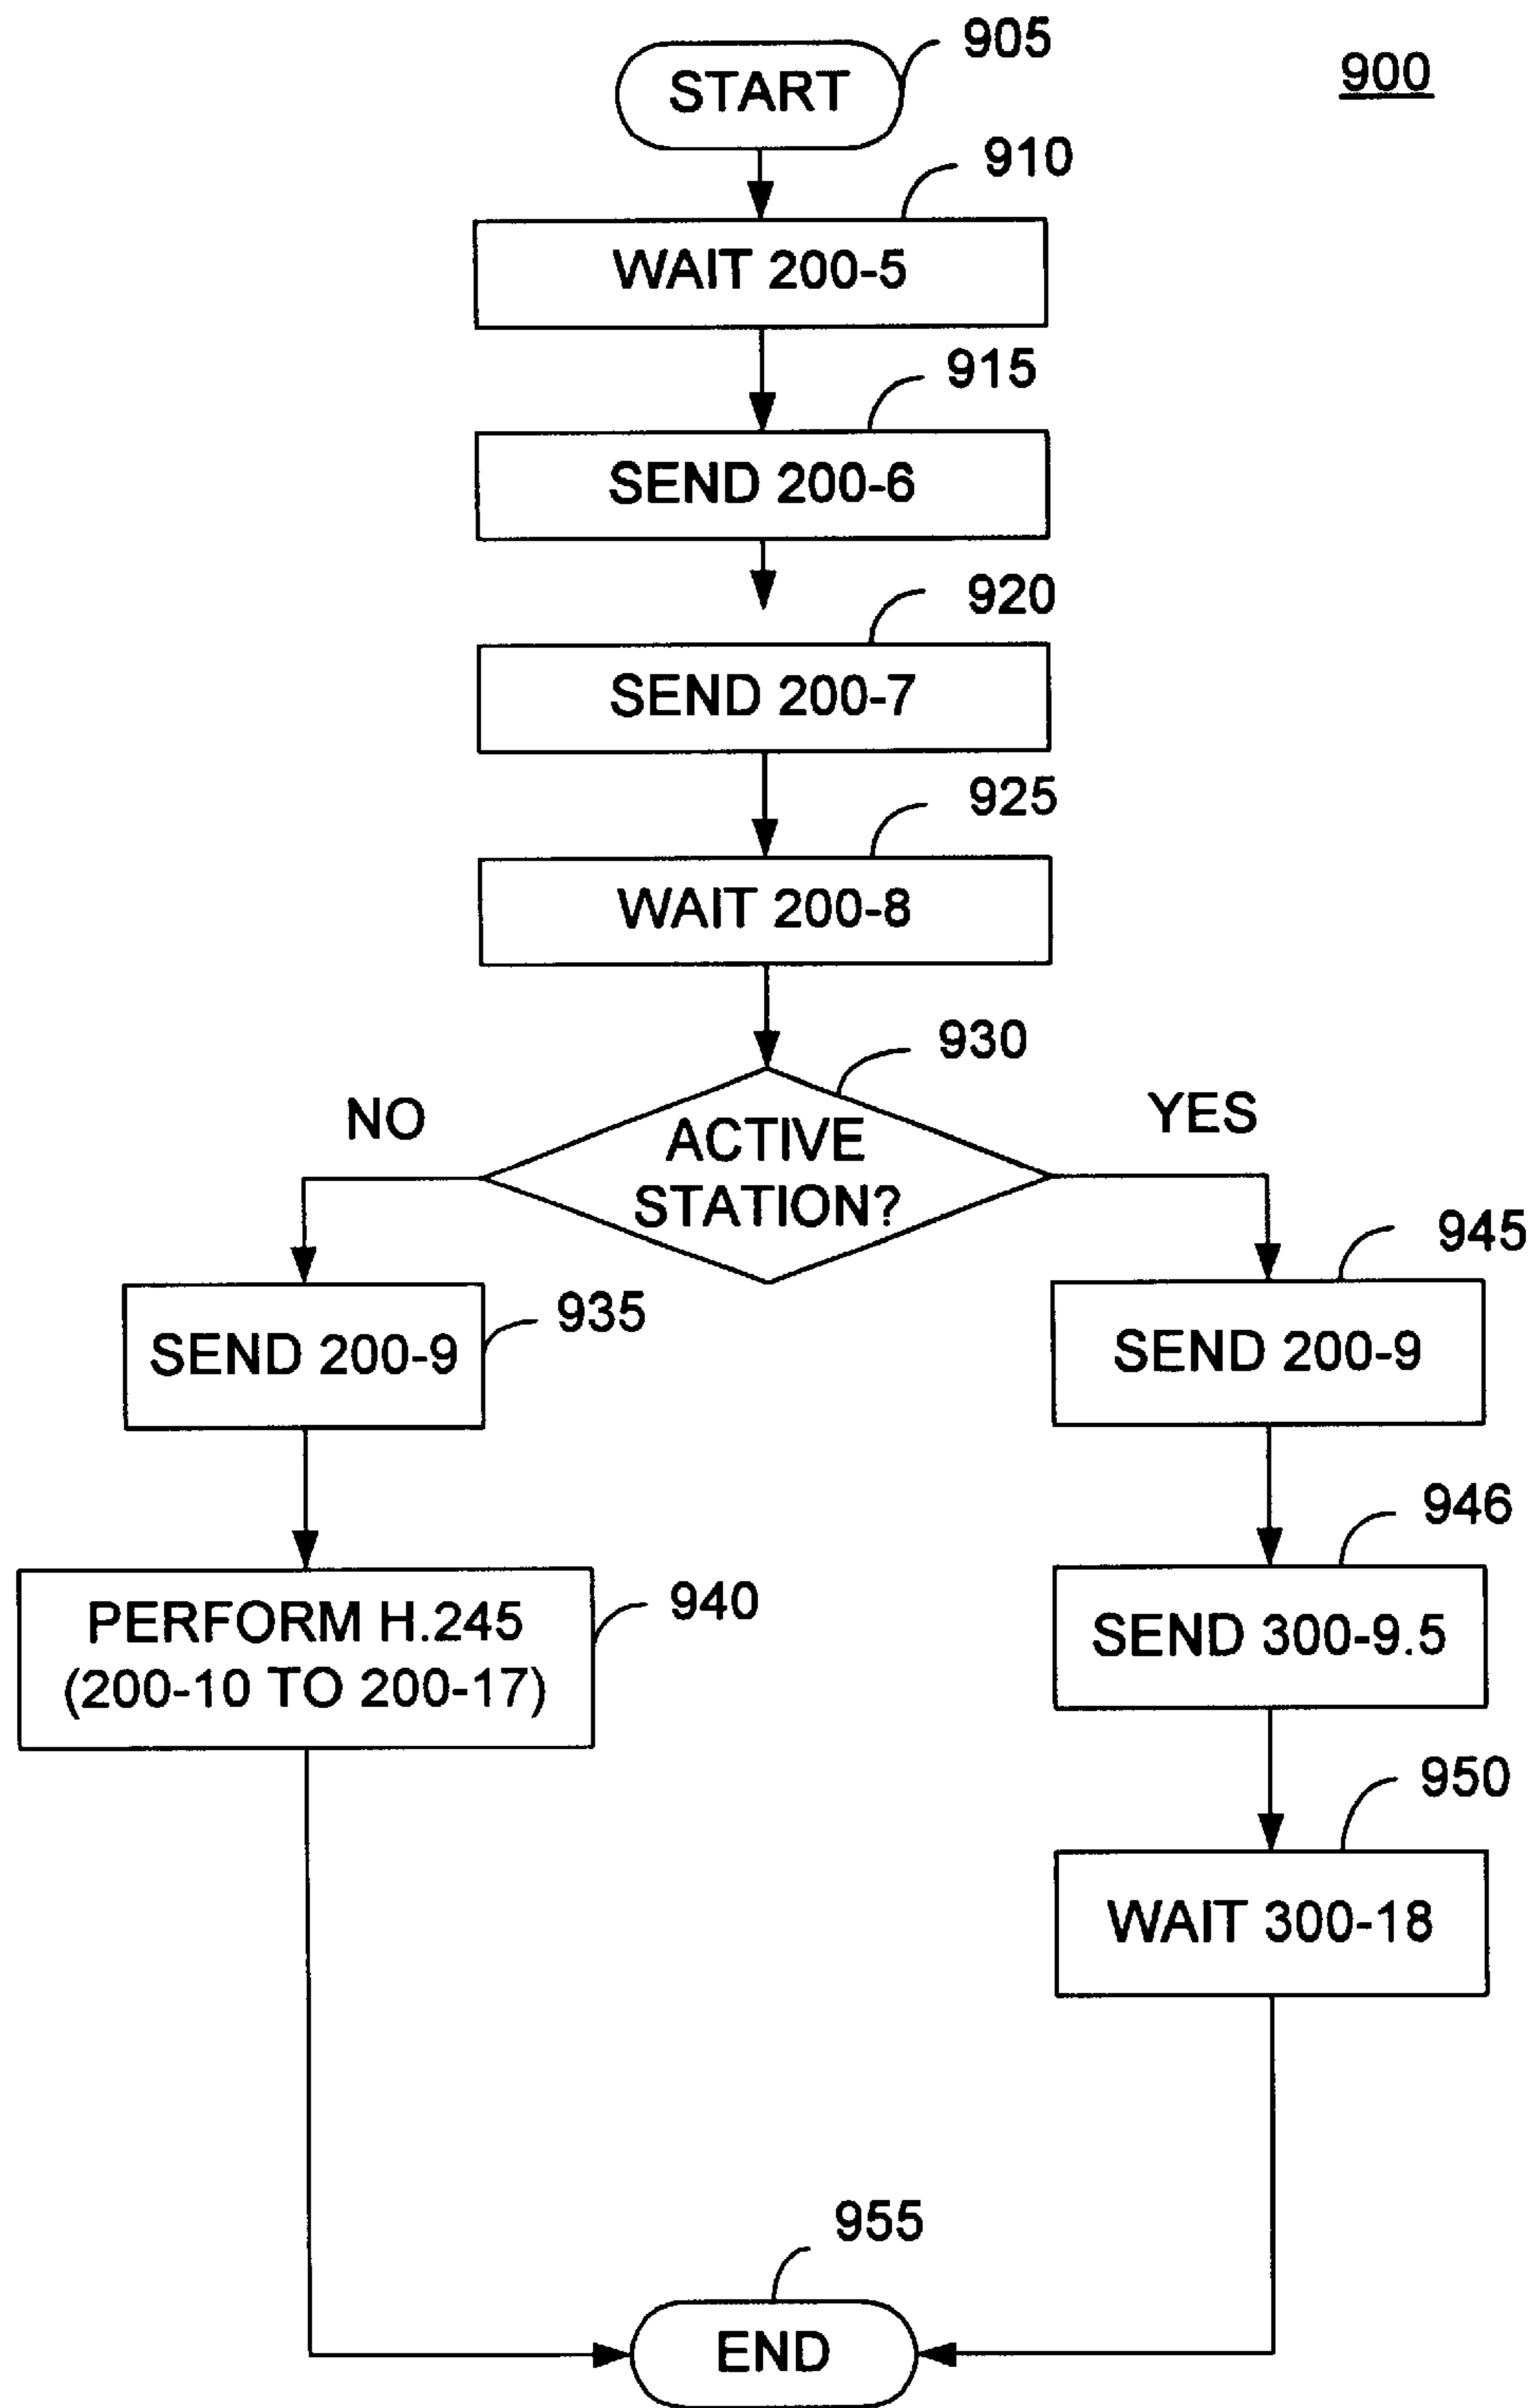 905
START
900
910
WAIT 200-5
915
SEND 200-6
920
SEND 200-7
925
WAIT 200-8
930
NO
ACTIVE
STATION?
YES
935
SEND 200-9
945
SEND 200-9
946
SEND 300-9.5
940
PERFORM H.245
(200-10 TO 200-17)
950
WAIT 300-18
955
END